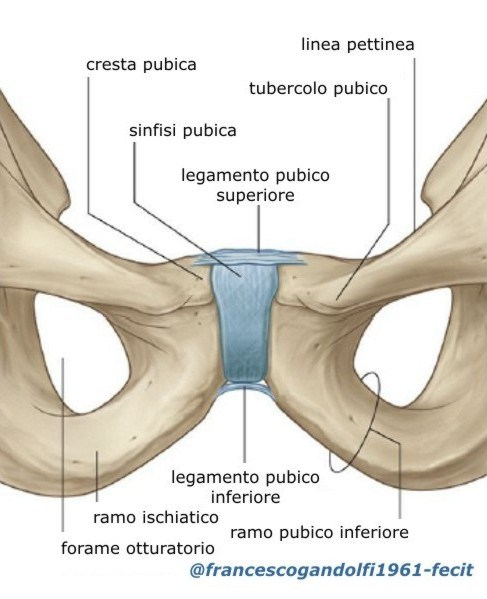 linea pettinea
cresta pubica
tubercolo pubico
sinfisi pubica
legamento pubico
superiore
legamento pubico
inferiore
ramo ischiatico
ramo pubico inferiore
forame otturatorio
@francescogandolfi1961-fecit